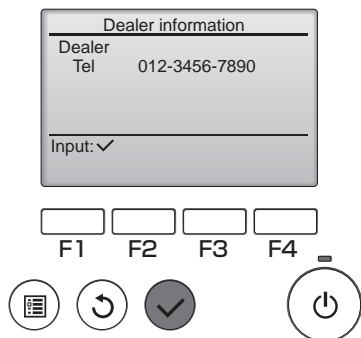 Dealer information
Dealer
Tel 012-3456-7890
Input:✓
F1 F2 F3 F4